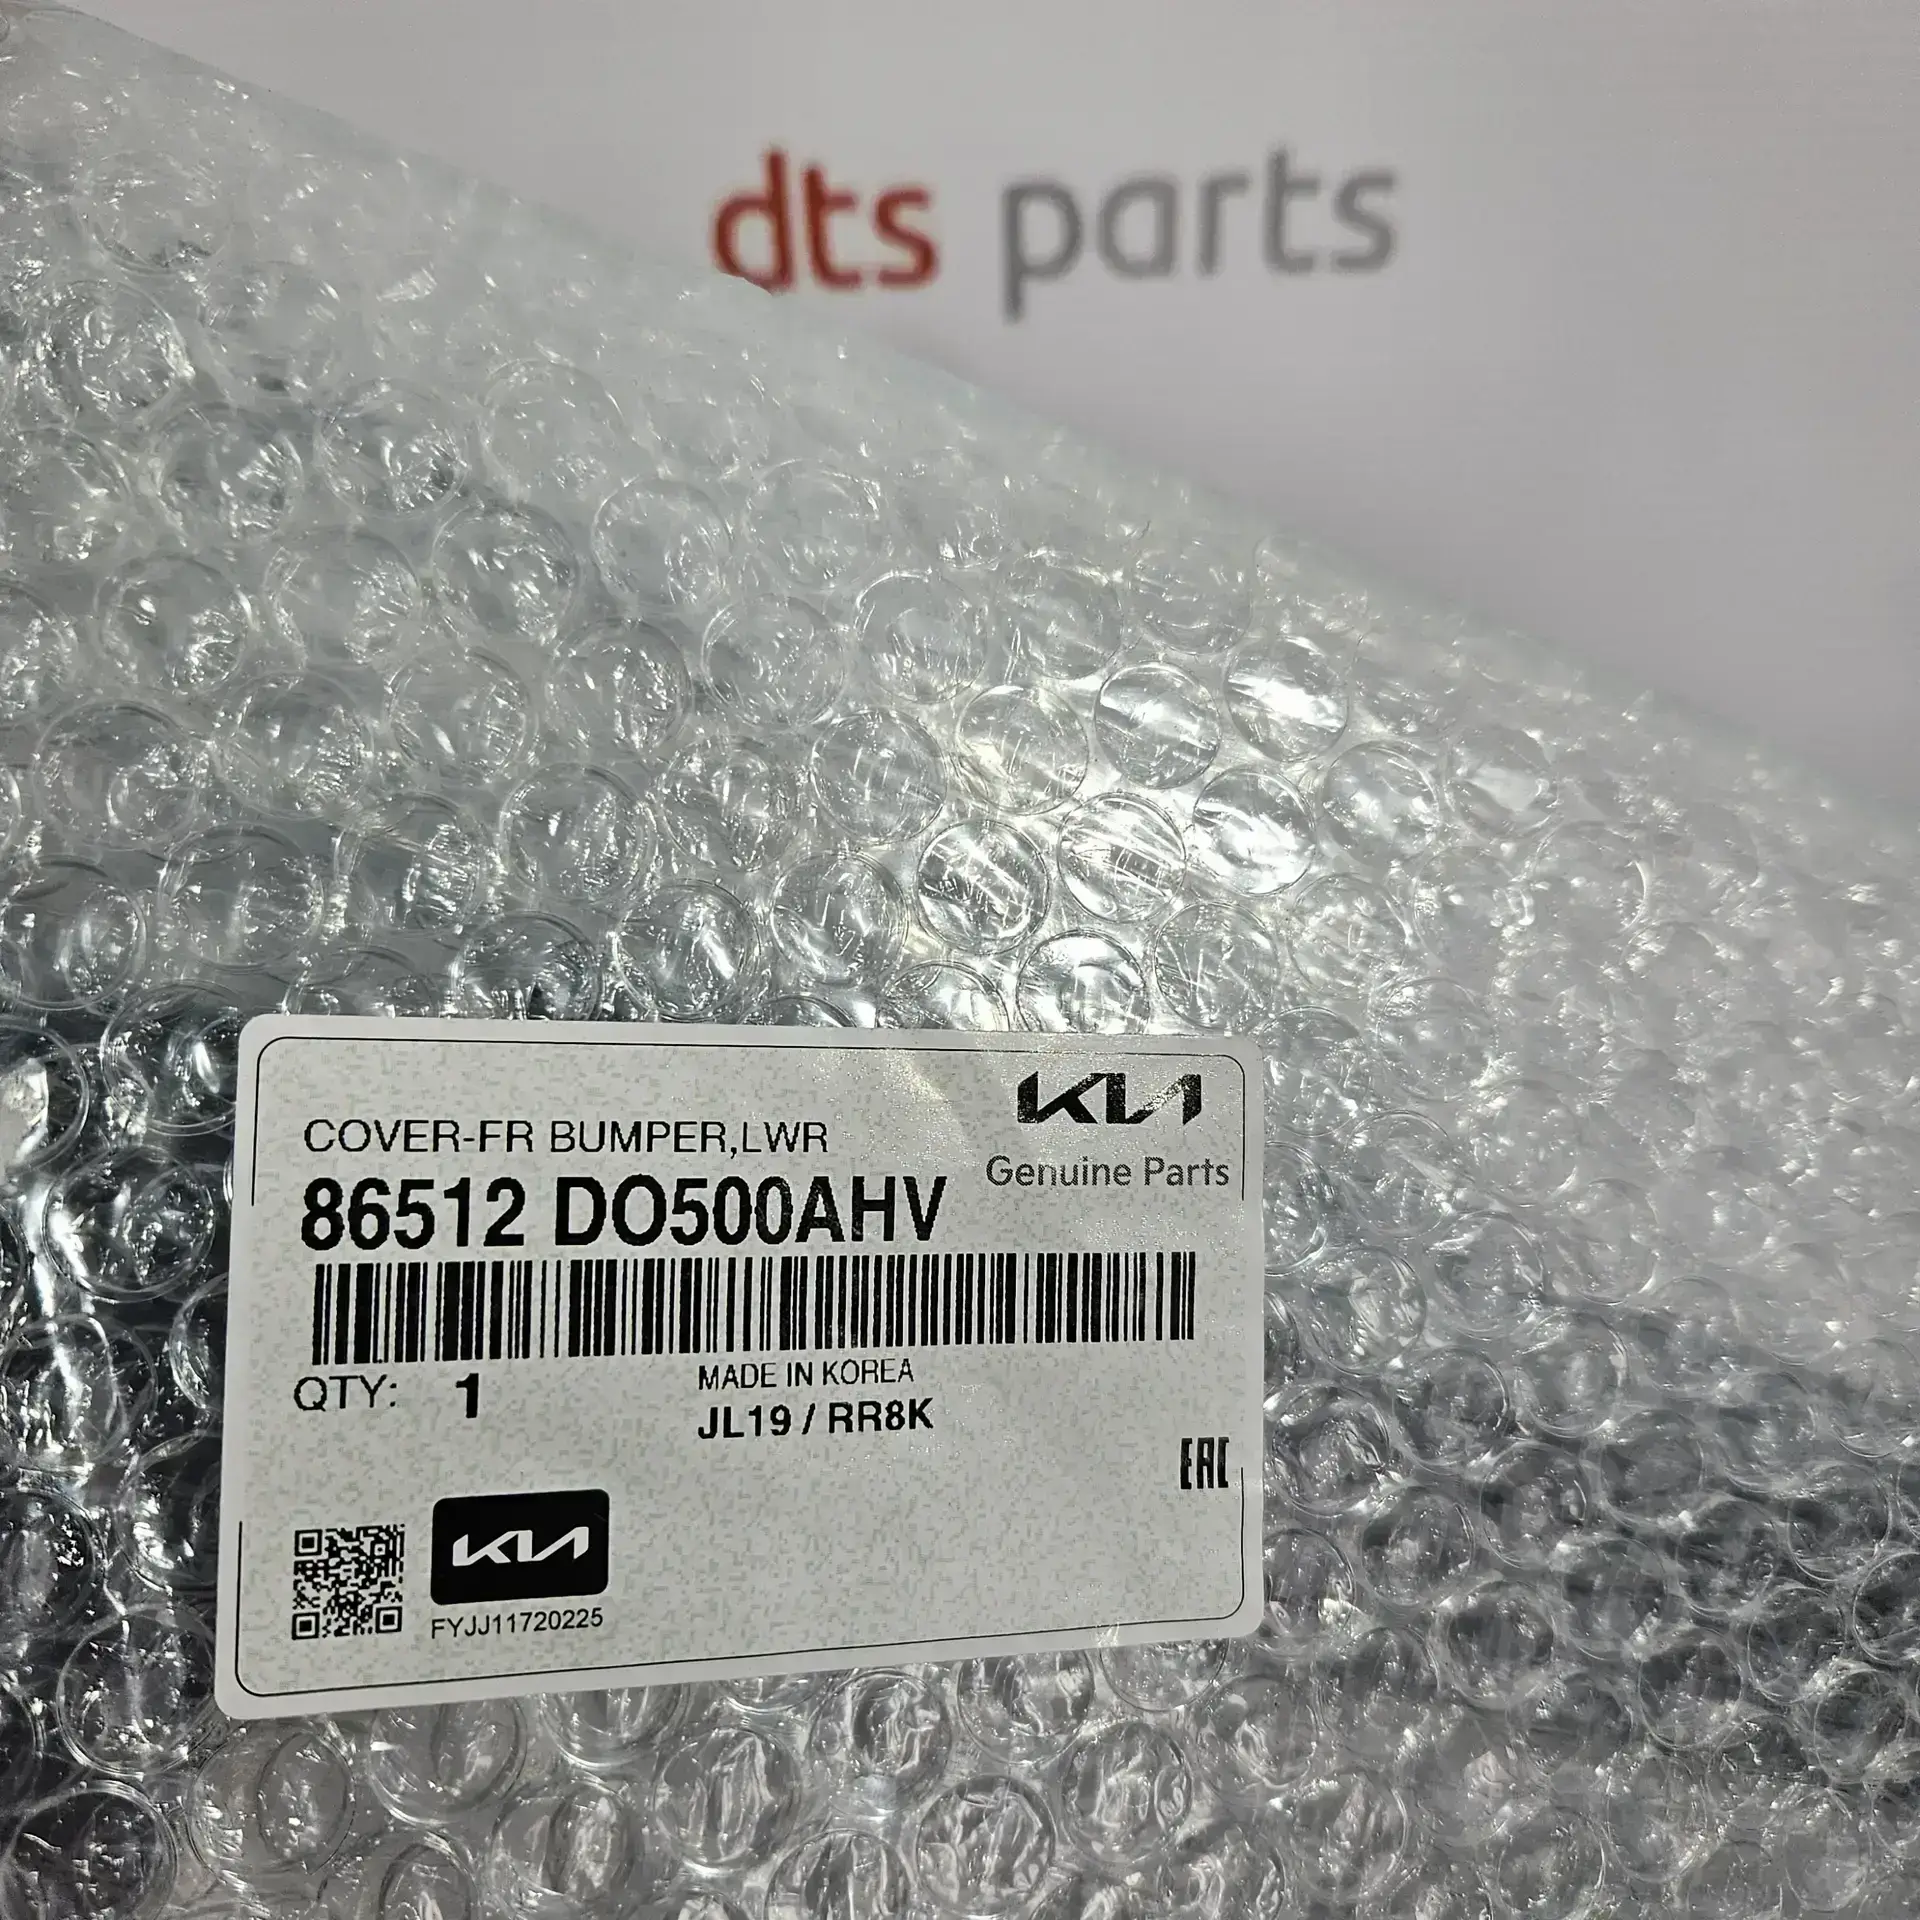 dts parts
KIA
COVER-FR BUMPER,LWR
Genuine Parts
86512 DO500AHV
MADE IN KOREA
QTY: 1
JL19 / RR8K
EAC
KIA
FYJJ11720225